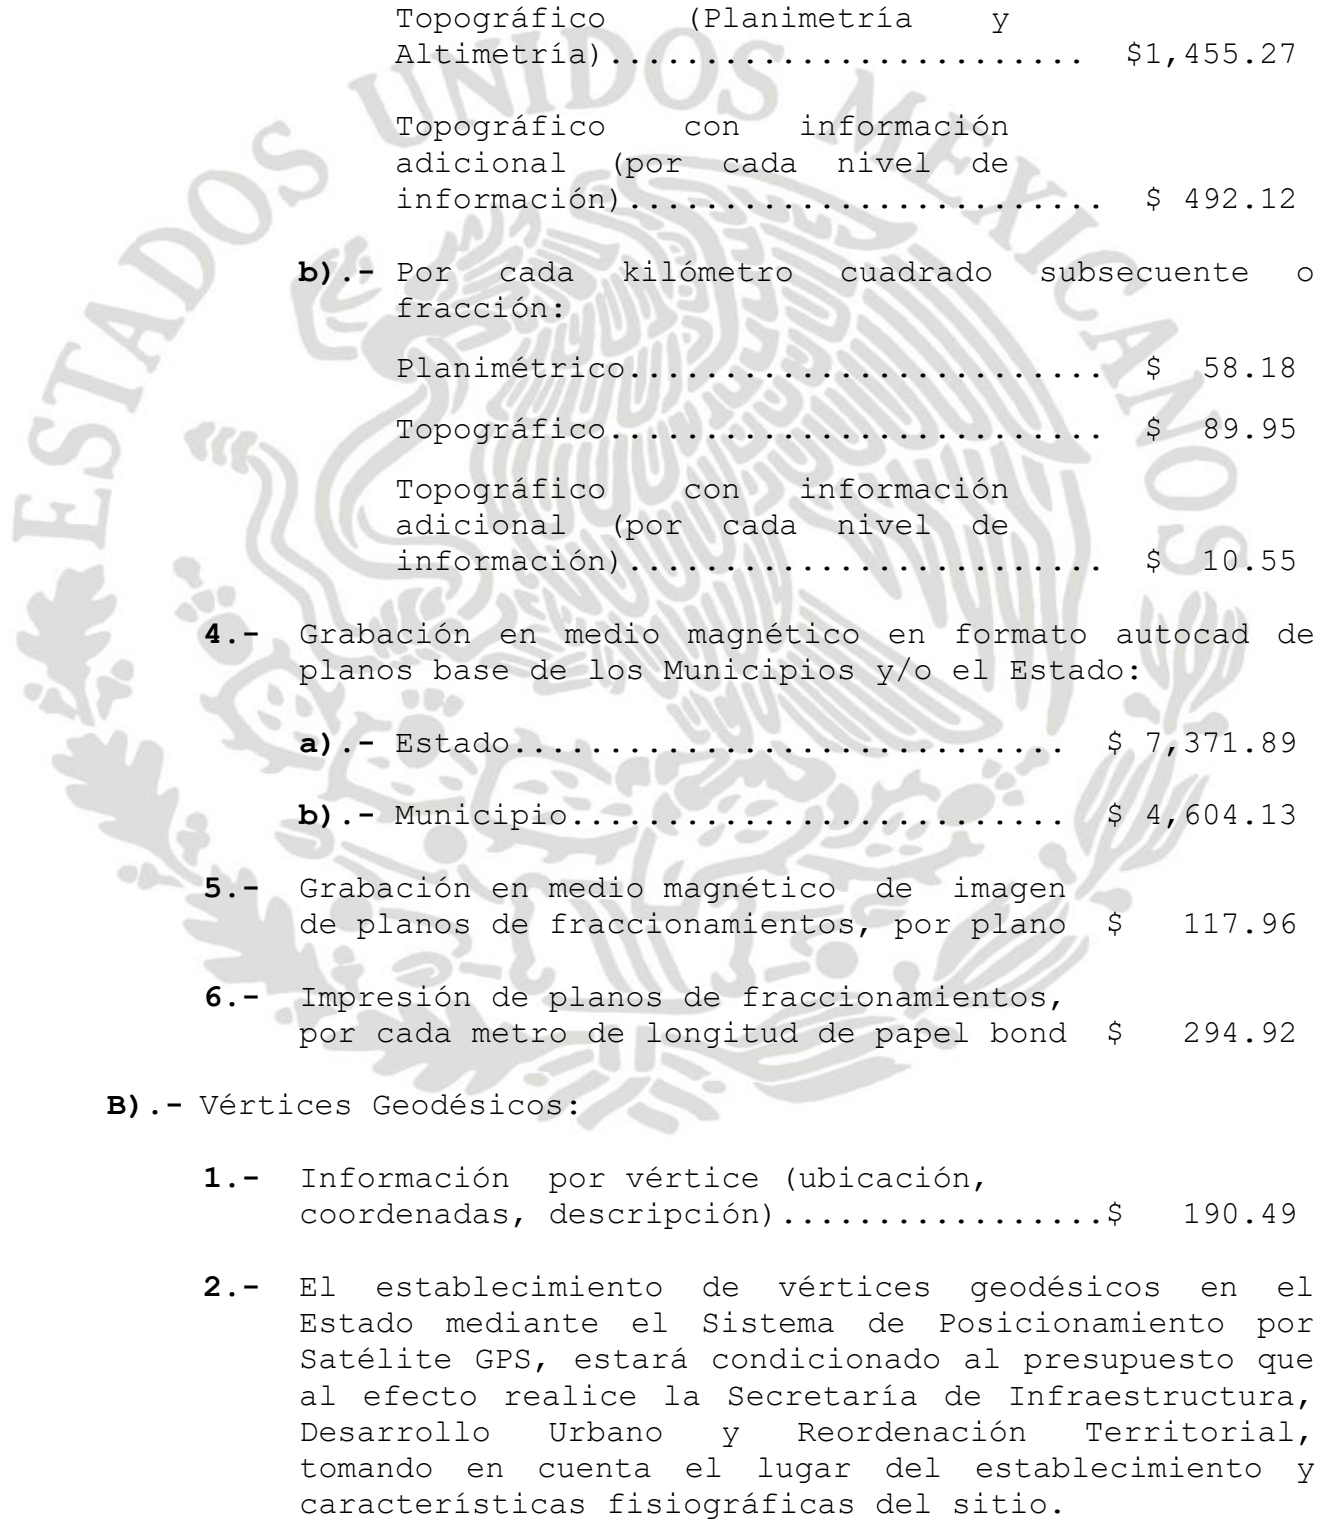 Topográfico (Planimetría y
Altimetría)......................... $1,455.27
Topográfico con información
adicional (por cada nivel de
información)......................... $ 492.12
b).- Por cada kilómetro cuadrado subsecuente o
fracción:
Planimétrico......................... $ 58.18
Topográfico.......................... $ 89.95
Topográfico con información
adicional (por cada nivel de
información)......................... $ 10.55
4.- Grabación en medio magnético en formato autocad de
planos base de los Municipios y/o el Estado:
a).- Estado............................. $ 7,371.89
b).- Municipio.......................... $ 4,604.13
5.- Grabación en medio magnético de imagen
de planos de fraccionamientos, por plano $ 117.96
6.- Impresión de planos de fraccionamientos,
por cada metro de longitud de papel bond $ 294.92
B).- Vértices Geodésicos:
1.- Información por vértice (ubicación,
coordenadas, descripción).................$ 190.49
2.- El establecimiento de vértices geodésicos en el
Estado mediante el Sistema de Posicionamiento por
Satélite GPS, estará condicionado al presupuesto que
al efecto realice la Secretaría de Infraestructura,
Desarrollo Urbano y Reordenación Territorial,
tomando en cuenta el lugar del establecimiento y
características fisiográficas del sitio.
ESTADOS UNIDOS MEXICANOS